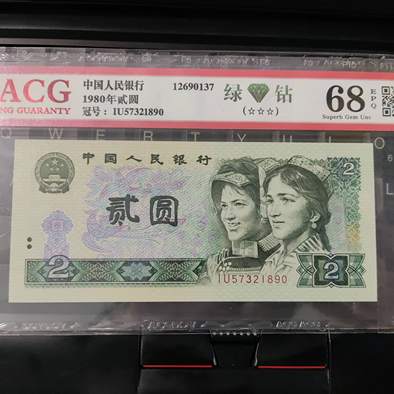 ACG
NG GUARANTY
中国人民银行
1980年贰圆
冠号：IU57321890
12690137
绿 钻
(☆☆☆)
68
EPQ
Superb Gem Unc
W E R T Y U
中国人民银行
2
贰圆
2
IU57321890
2